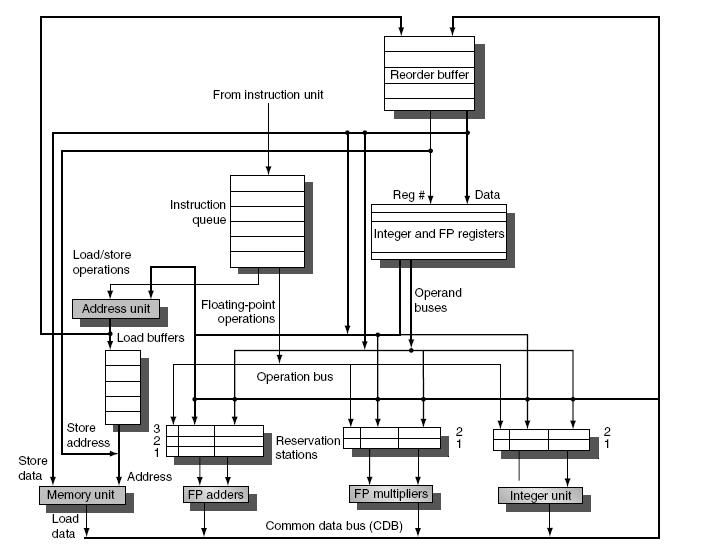 Reorder buffer
From instruction unit
Reg #
Data
Instruction
queue
Integer and FP registers
Load/store
operations
Operand
buses
Address unit
Floating-point
operations
Load buffers
Operation bus
Store
address
3
2
1
Reservation
stations
2
1
2
1
Store
data
Address
Memory unit
FP adders
FP multipliers
Integer unit
Load
data
Common data bus (CDB)